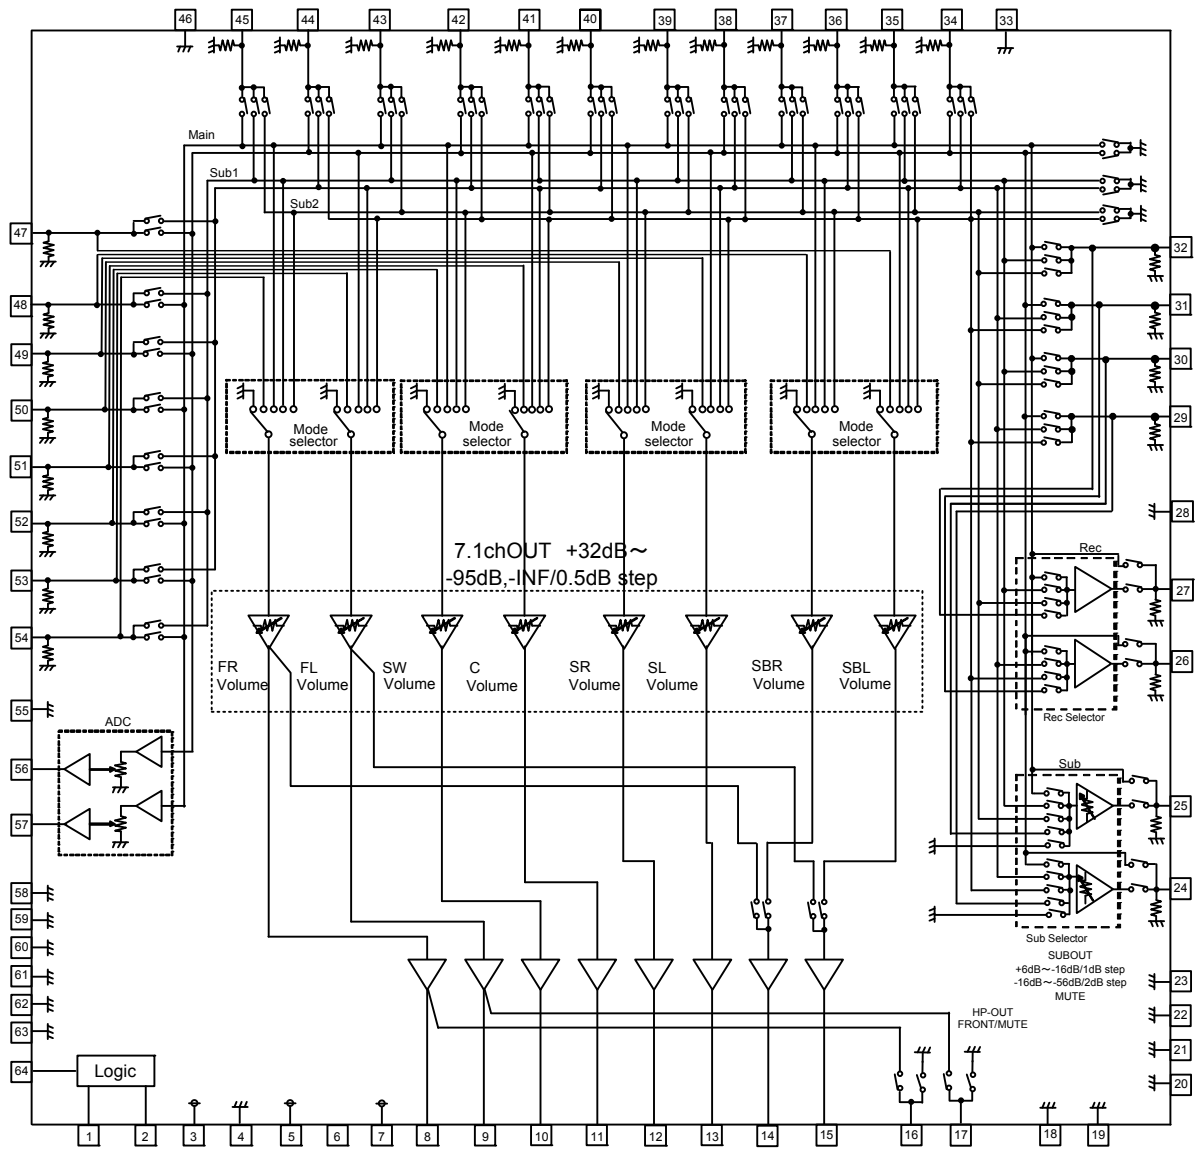 46 45 44 43 42 41 40 39 38 37 36 35 34 33
Main
Sub1
Sub2
47
32
48
31
49
30
50
29
Mode
selector
Mode
selector
Mode
selector
Mode
selector
51
52
28
7.1chOUT +32dB～
-95dB,-INF/0.5dB step
Rec
53
27
54
26
FR
Volume
FL
Volume
SW
Volume
C
Volume
SR
Volume
SL
Volume
SBR
Volume
SBL
Volume
Rec Selector
55
ADC
56
57
Sub
25
24
58
59
60
61
62
63
Sub Selector
SUBOUT
+6dB～-16dB/1dB step
-16dB～-56dB/2dB step
MUTE
23
22
21
20
HP-OUT
FRONT/MUTE
64
Logic
1 2 3 4 5 6 7 8 9 10 11 12 13 14 15 16 17 18 19